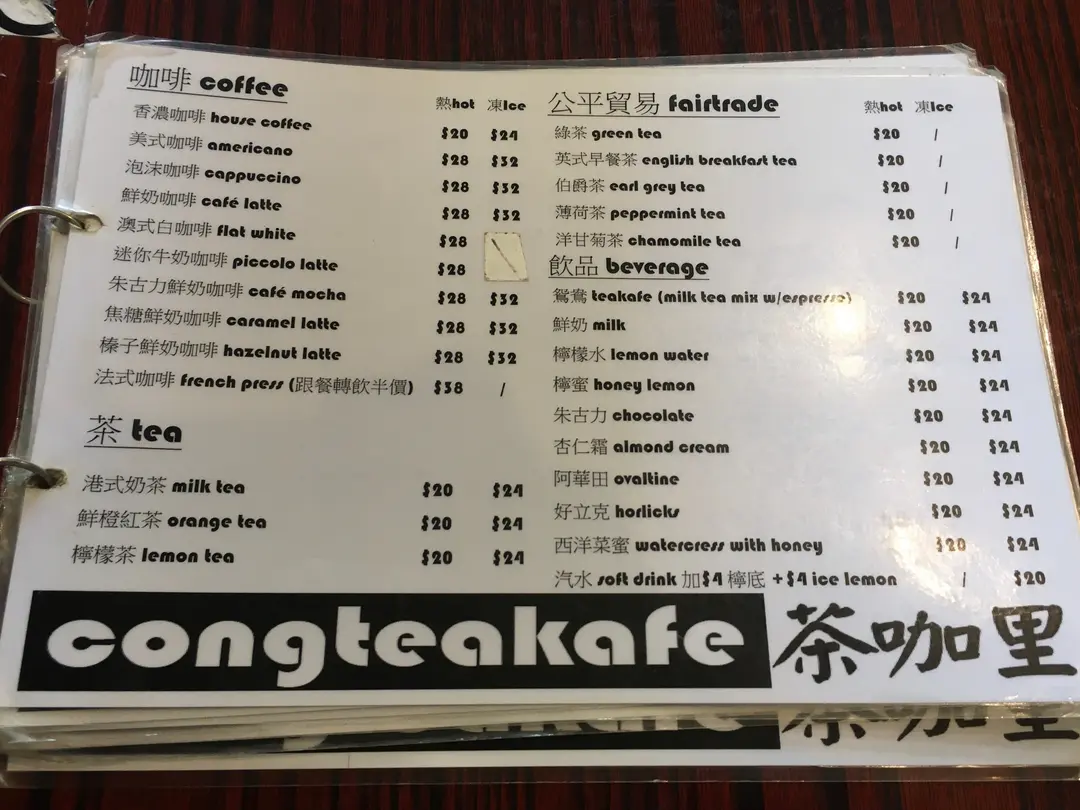 咖啡 coffee 熱hot 凍Ice
香濃咖啡 house coffee $20 $24
美式咖啡 americano $28 $32
泡沫咖啡 cappuccino $28 $32
鮮奶咖啡 café latte $28 $32
澳式白咖啡 flat white $28
迷你牛奶咖啡 piccolo latte $28
朱古力鮮奶咖啡 café mocha $28 $32
焦糖鮮奶咖啡 caramel latte $28 $32
榛子鮮奶咖啡 hazelnut latte $28 $32
法式咖啡 french press (跟餐轉飲半價) $38 /
茶 tea
港式奶茶 milk tea $20 $24
鮮橙紅茶 orange tea $20 $24
檸檬茶 lemon tea $20 $24
公平貿易 fairtrade 熱hot 凍Ice
綠茶 green tea $20 /
英式早餐茶 english breakfast tea $20 /
伯爵茶 earl grey tea $20 /
薄荷茶 peppermint tea $20 /
洋甘菊茶 chamomile tea $20 /
飲品 beverage
鴛鴦 teakafe (milk tea mix w/espresso) $20 $24
鮮奶 milk $20 $24
檸檬水 lemon water $20 $24
檸蜜 honey lemon $20 $24
朱古力 chocolate $20 $24
杏仁霜 almond cream $20 $24
阿華田 ovaltine $20 $24
好立克 horlicks $20 $24
西洋菜蜜 watercress with honey $20 $24
汽水 soft drink 加$4 檸底 +$4 ice lemon / $20
congteakafe 茶咖里